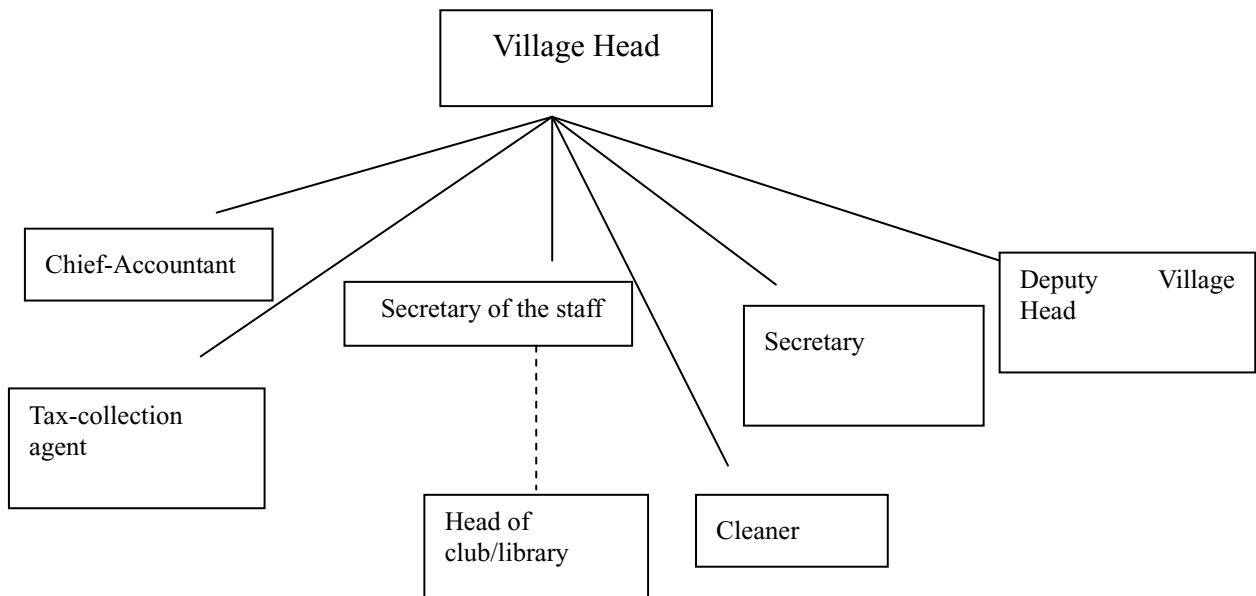 Village Head
Chief-Accountant
Secretary of the staff
Secretary
Deputy Village
Head
Tax-collection
agent
Head of
club/library
Cleaner